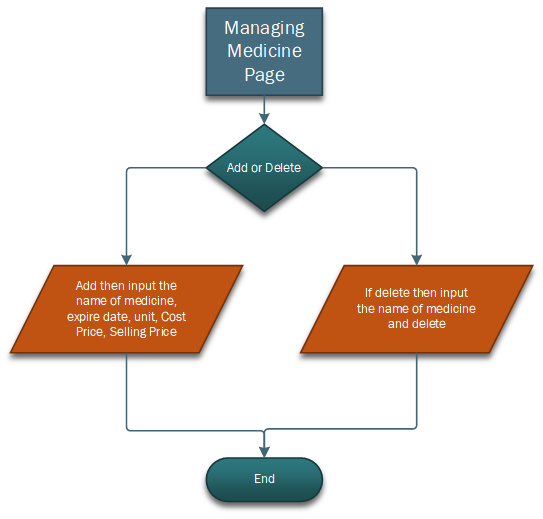 Managing
Medicine
Page
Add or Delete
Add then input the
name of medicine,
expire date, unit, Cost
Price, Selling Price
If delete then input
the name of medicine
and delete
End